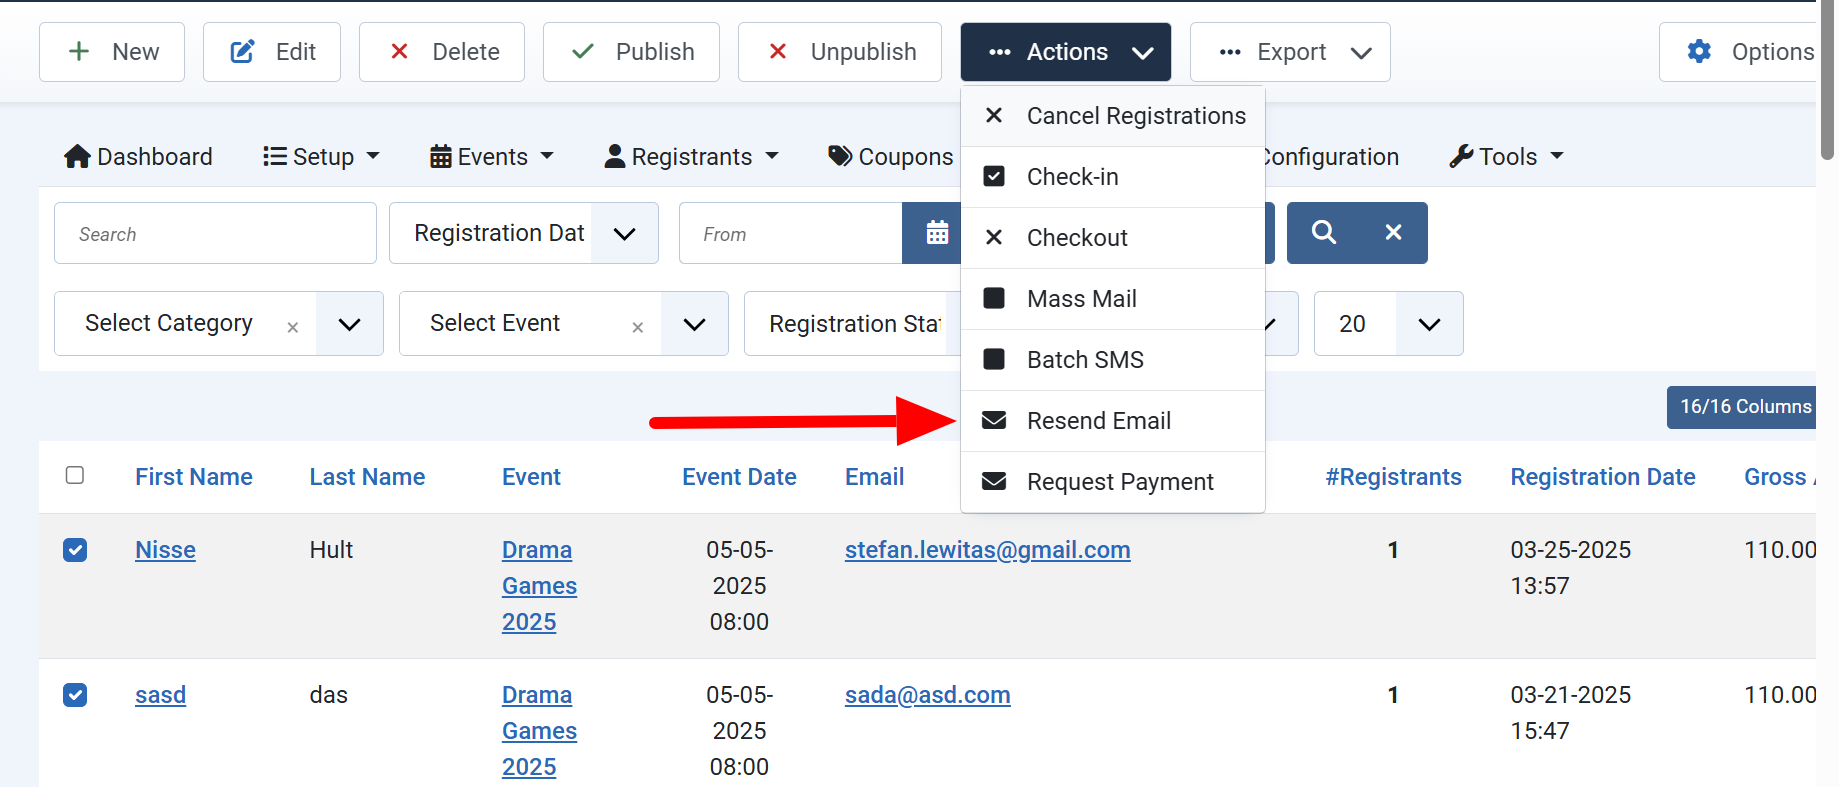 New Edit Delete Publish Unpublish Actions Export Options
Cancel Registrations
Dashboard Setup Events Registrants Coupons Configuration Tools
Check-in
Search Registration Dat From
Checkout
Mass Mail
Select Category × Select Event × Registration Sta 20
Batch SMS
16/16 Columns
Resend Email
First Name Last Name Event Event Date Email #Registrants Registration Date Gross
Request Payment
Nisse Hult Drama 05-05- stefan.lewitas@gmail.com 1 03-25-2025 110.00
Games 2025 13:57
2025 08:00
sasd das Drama 05-05- sada@asd.com 1 03-21-2025 110.00
Games 2025 15:47
2025 08:00